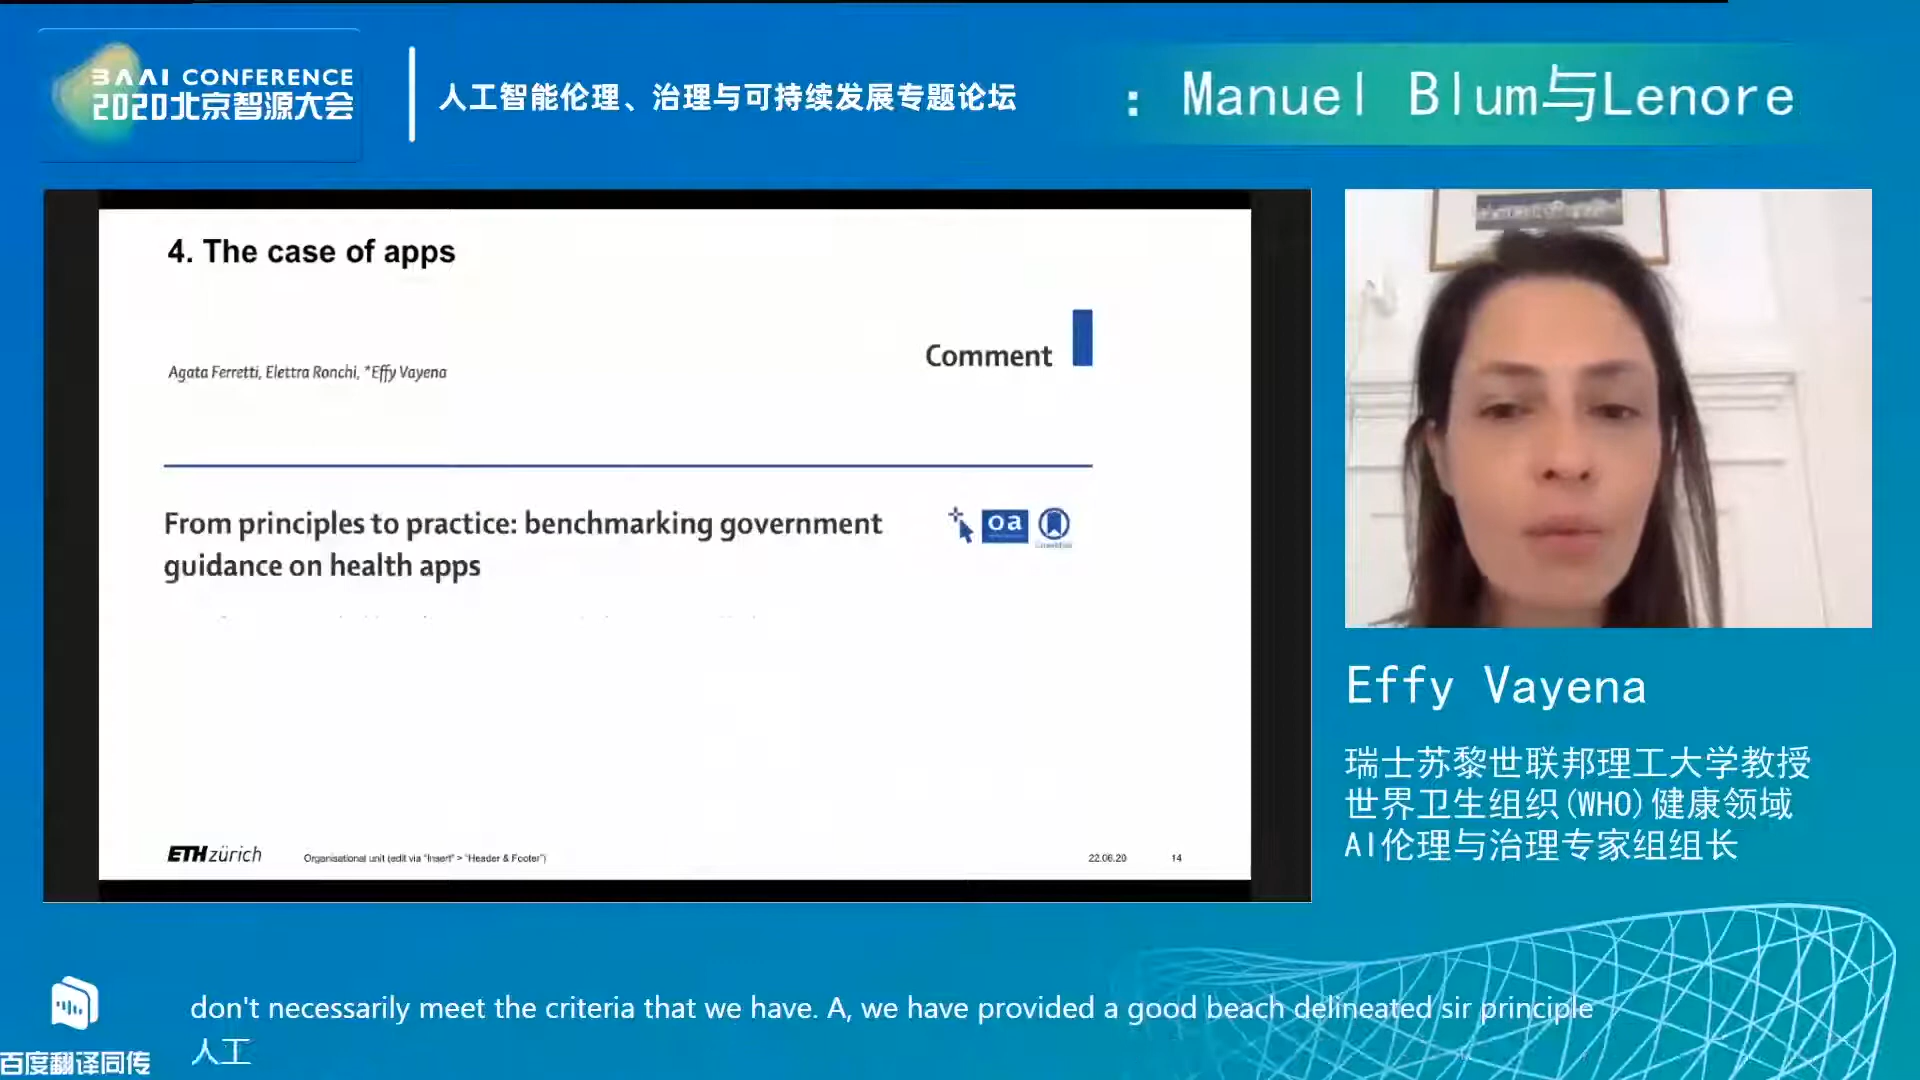 BAAI CONFERENCE
2020北京智源大会
人工智能伦理、治理与可持续发展专题论坛
：Manuel Blum与Lenore
4. The case of apps
Comment
Agata Ferretti, Elettra Ronchi, *Effy Vayena
From principles to practice: benchmarking government
guidance on health apps
oa
ETH zürich
Organisational unit (edit via "Insert" > "Header & Footer")
22.06.20
14
Effy Vayena
瑞士苏黎世联邦理工大学教授
世界卫生组织(WHO)健康领域
AI伦理与治理专家组组长
don't necessarily meet the criteria that we have. A, we have provided a good beach delineated sir principle
人工
百度翻译同传